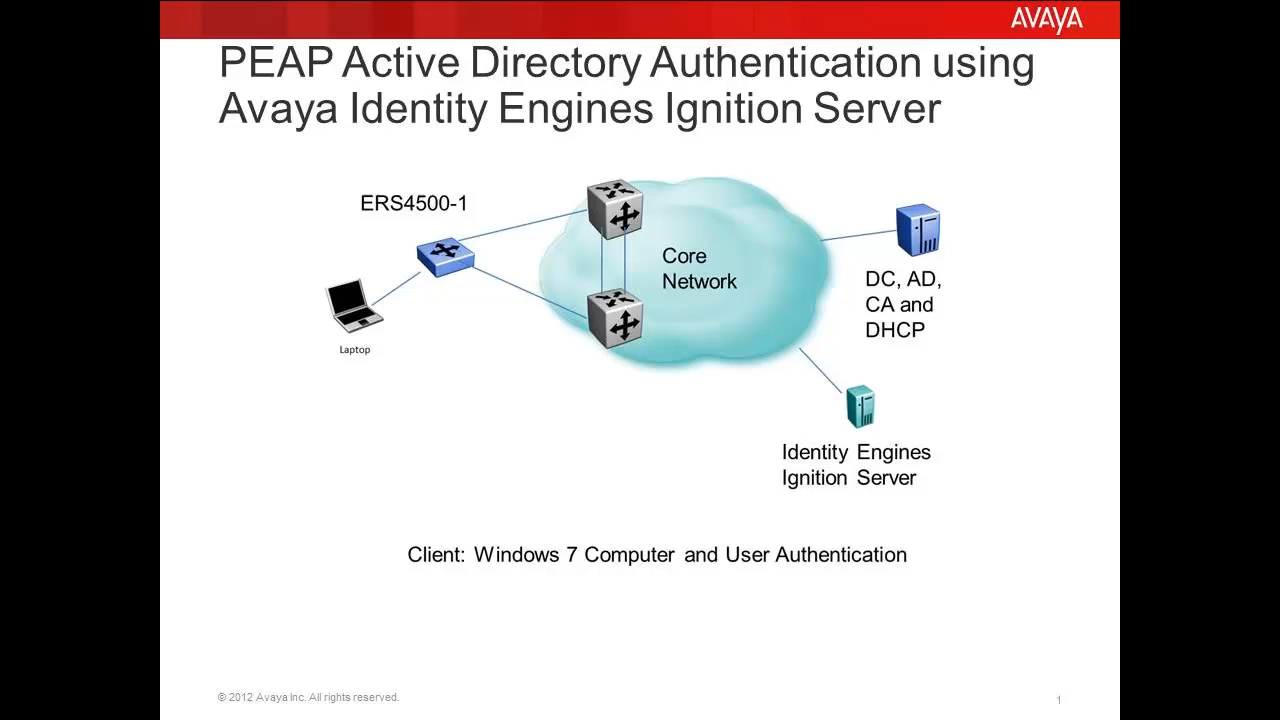 AVAYA
PEAP Active Directory Authentication using
Avaya Identity Engines Ignition Server
ERS4500-1
Core
Network
DC, AD,
CA and
DHCP
Laptop
Identity Engines
Ignition Server
Client: Windows 7 Computer and User Authentication
© 2012 Avaya Inc. All rights reserved.
1